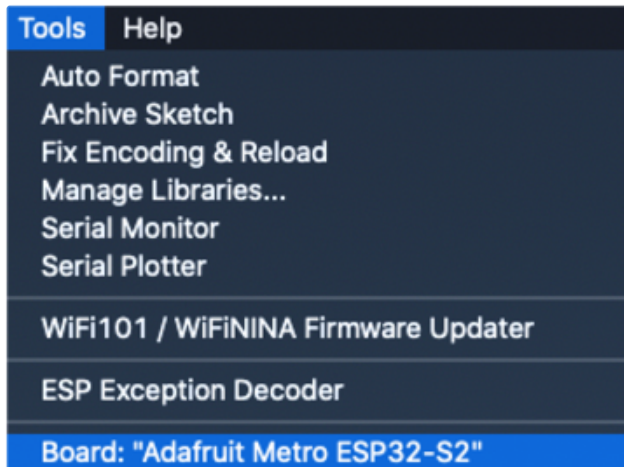 Tools Help
Auto Format
Archive Sketch
Fix Encoding & Reload
Manage Libraries...
Serial Monitor
Serial Plotter
WiFi101 / WiFiNINA Firmware Updater
ESP Exception Decoder
Board: "Adafruit Metro ESP32-S2"